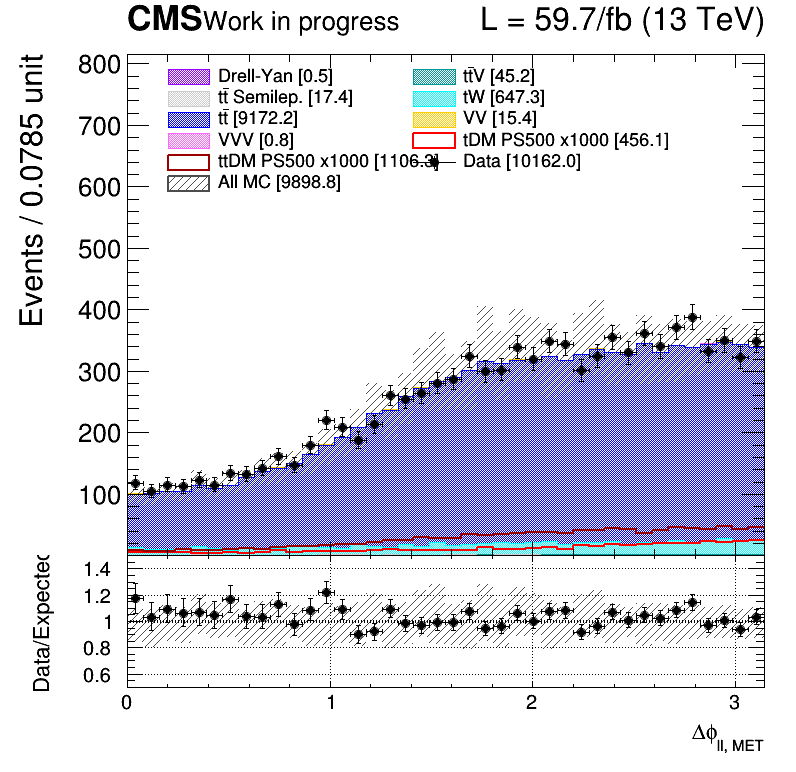 CMS Work in progress L = 59.7/fb (13 TeV)
Events / 0.0785 unit
800
700
600
500
400
300
200
100
Drell-Yan [0.5]
tt̄V [45.2]
tt̄ Semilep. [17.4]
tW [647.3]
tt̄ [9172.2]
VV [15.4]
VVV [0.8]
tDM PS500 x1000 [456.1]
ttDM PS500 x1000 [1106.3]
Data [10162.0]
All MC [9898.8]
Data/Expected
1.4
1.2
1
0.8
0.6
0 1 2 3
Δϕll, MET